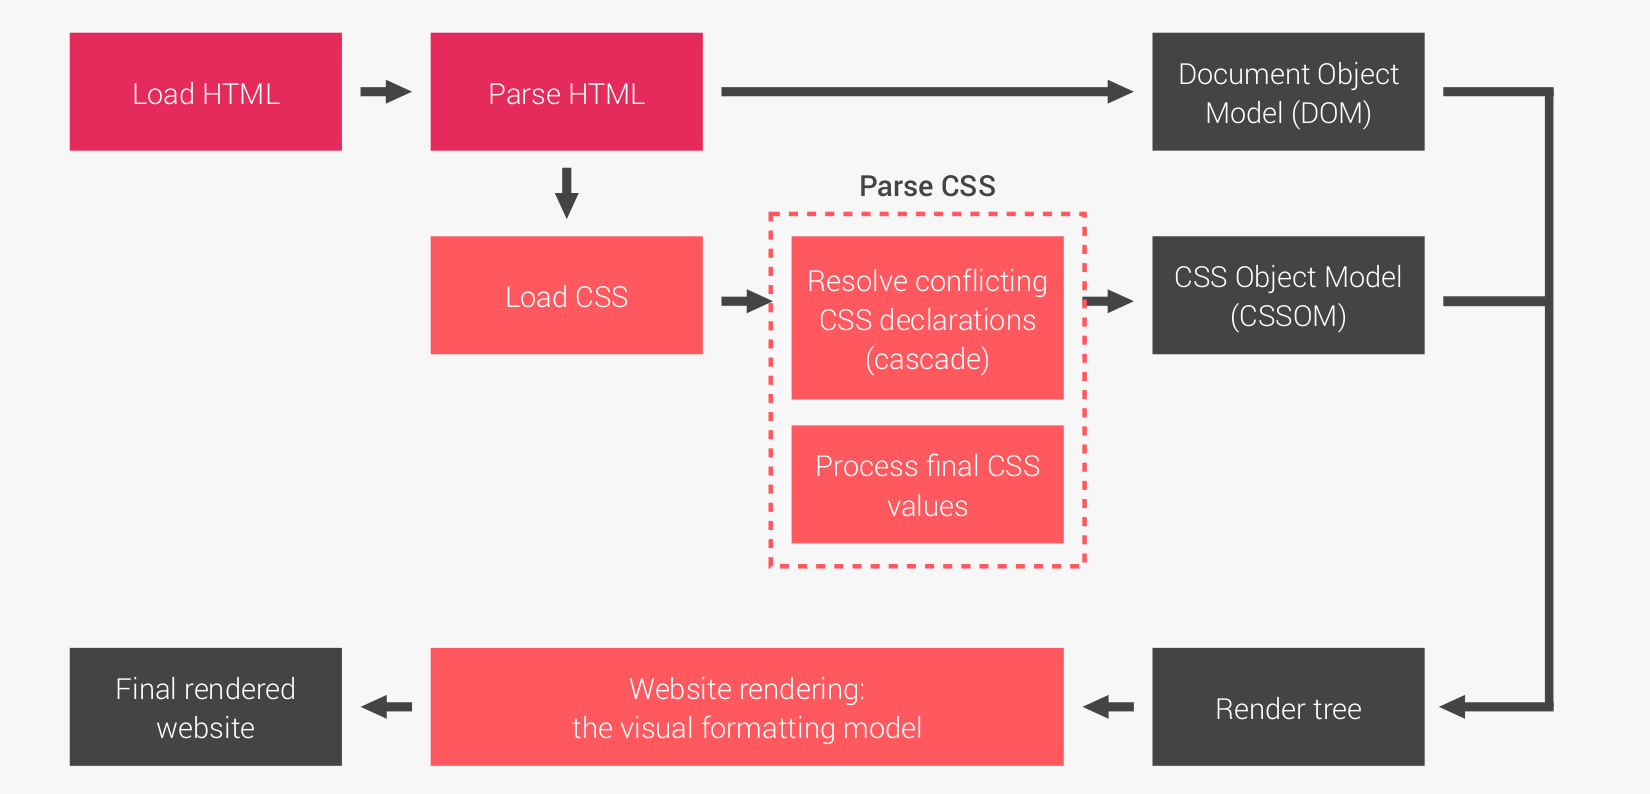 Load HTML
Parse HTML
Document Object
Model (DOM)
Parse CSS
Load CSS
Resolve conflicting
CSS declarations
(cascade)
CSS Object Model
(CSSOM)
Process final CSS
values
Final rendered
website
Website rendering:
the visual formatting model
Render tree